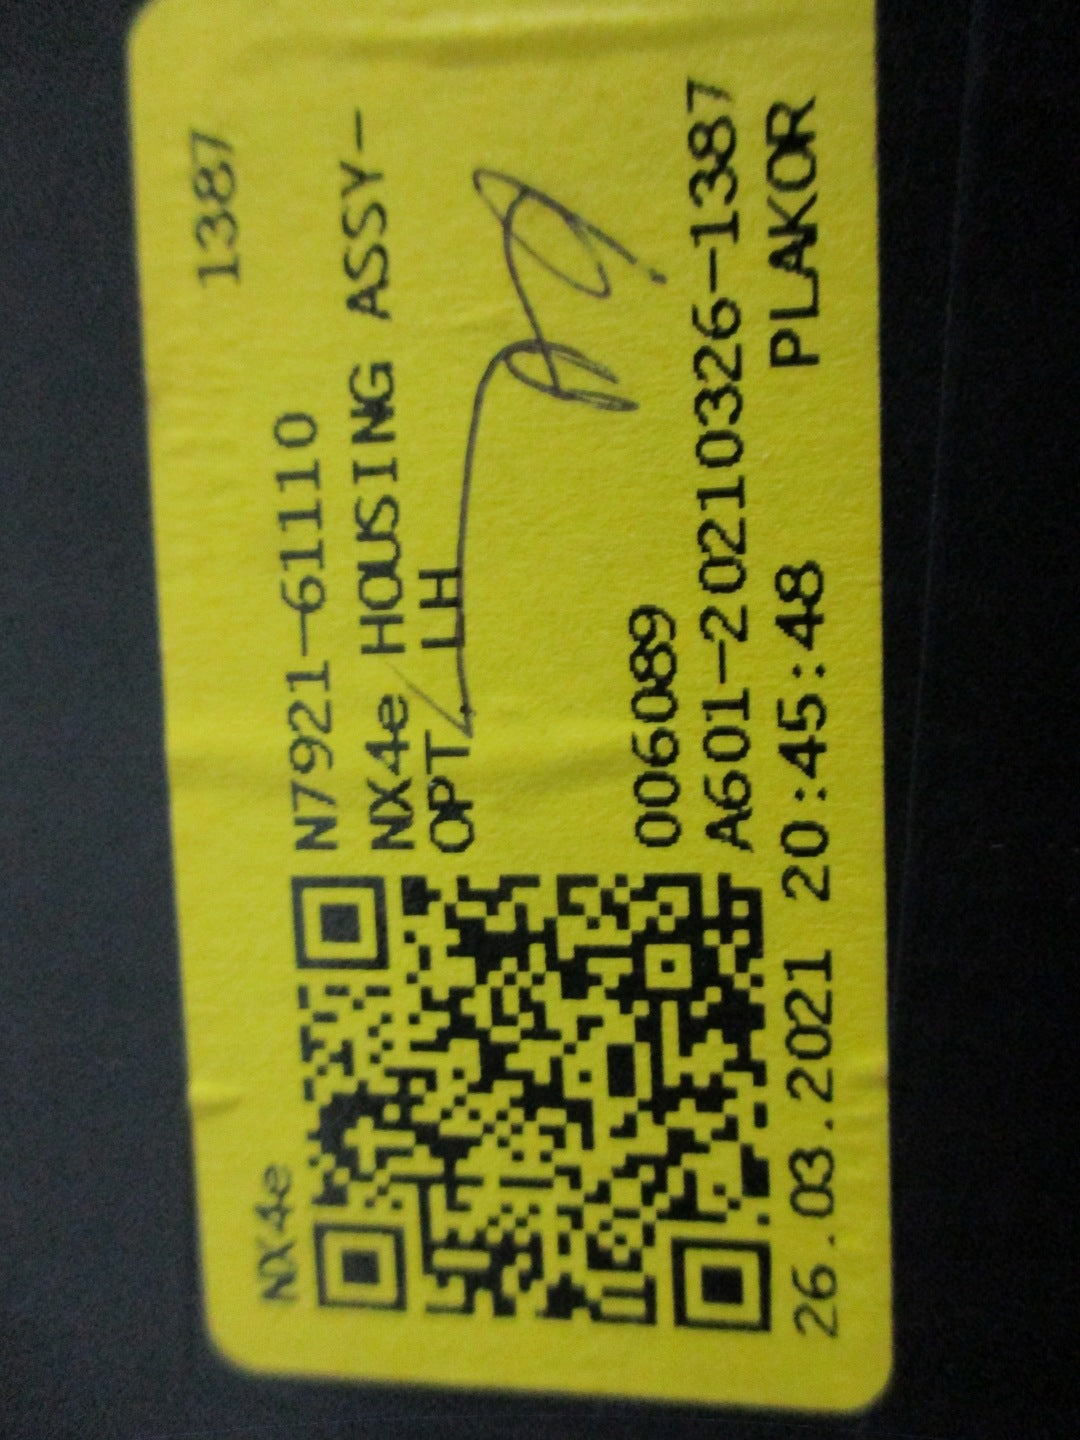 NX4e
1387
N7921-61110
NX4e HOUSING ASSY-
OPT, LH
006089
A601-20210326-1387
26.03.2021 20:45:48
PLAKOR